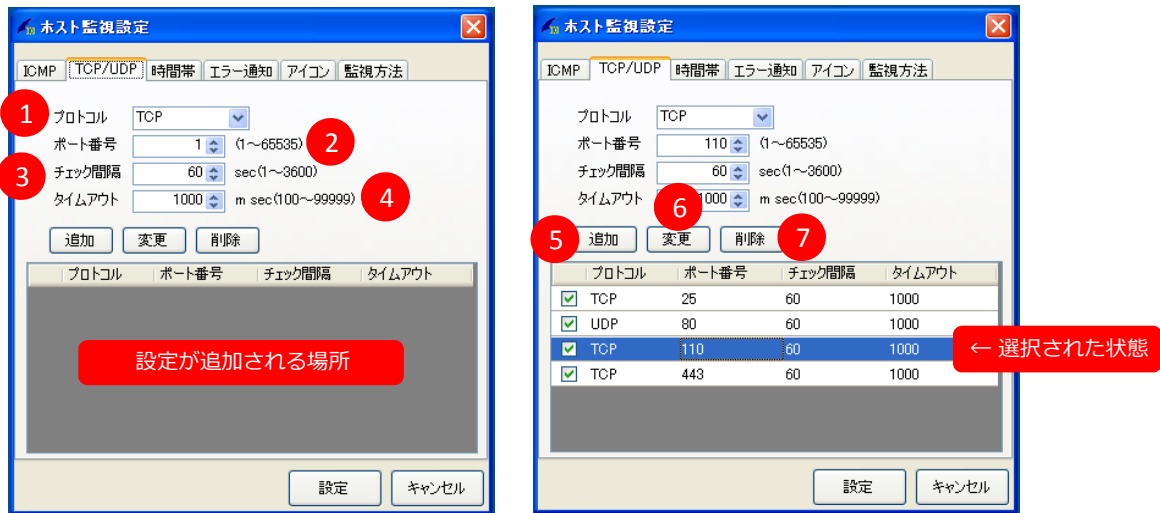 ホスト監視設定
ICMP TCP/UDP 時間帯 エラー通知 アイコン 監視方法
1 プロトコル TCP
ポート番号 1 (1～65535) 2
3 チェック間隔 60 sec(1～3600)
タイムアウト 1000 m sec(100～99999) 4
追加 変更 削除
プロトコル ポート番号 チェック間隔 タイムアウト
設定が追加される場所
設定 キャンセル
ホスト監視設定
ICMP TCP/UDP 時間帯 エラー通知 アイコン 監視方法
プロトコル TCP
ポート番号 110 (1～65535)
チェック間隔 60 sec(1～3600)
タイムアウト 1000 m sec(100～99999)
6
5 追加 変更 削除 7
プロトコル ポート番号 チェック間隔 タイムアウト
TCP 25 60 1000
UDP 80 60 1000
TCP 110 60 1000 ← 選択された状態
TCP 443 60 1000
設定 キャンセル